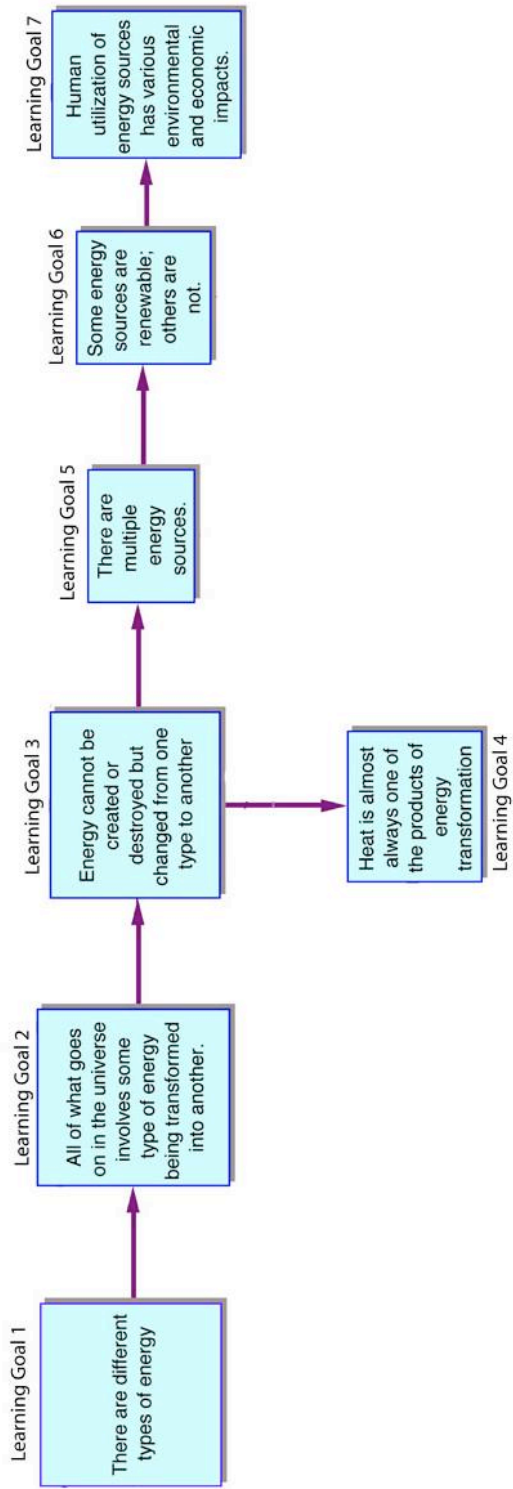 Learning Goal 1
There are different
types of energy
Learning Goal 2
All of what goes
on in the universe
involves some
type of energy
being transformed
into another.
Learning Goal 3
Energy cannot be
created or
destroyed but
changed from one
type to another
Heat is almost
always one of
the products of
energy
transformation
Learning Goal 4
Learning Goal 5
There are
multiple
energy
sources.
Learning Goal 6
Some energy
sources are
renewable;
others are
not.
Learning Goal 7
Human
utilization of
energy sources
has various
environmental
and economic
impacts.